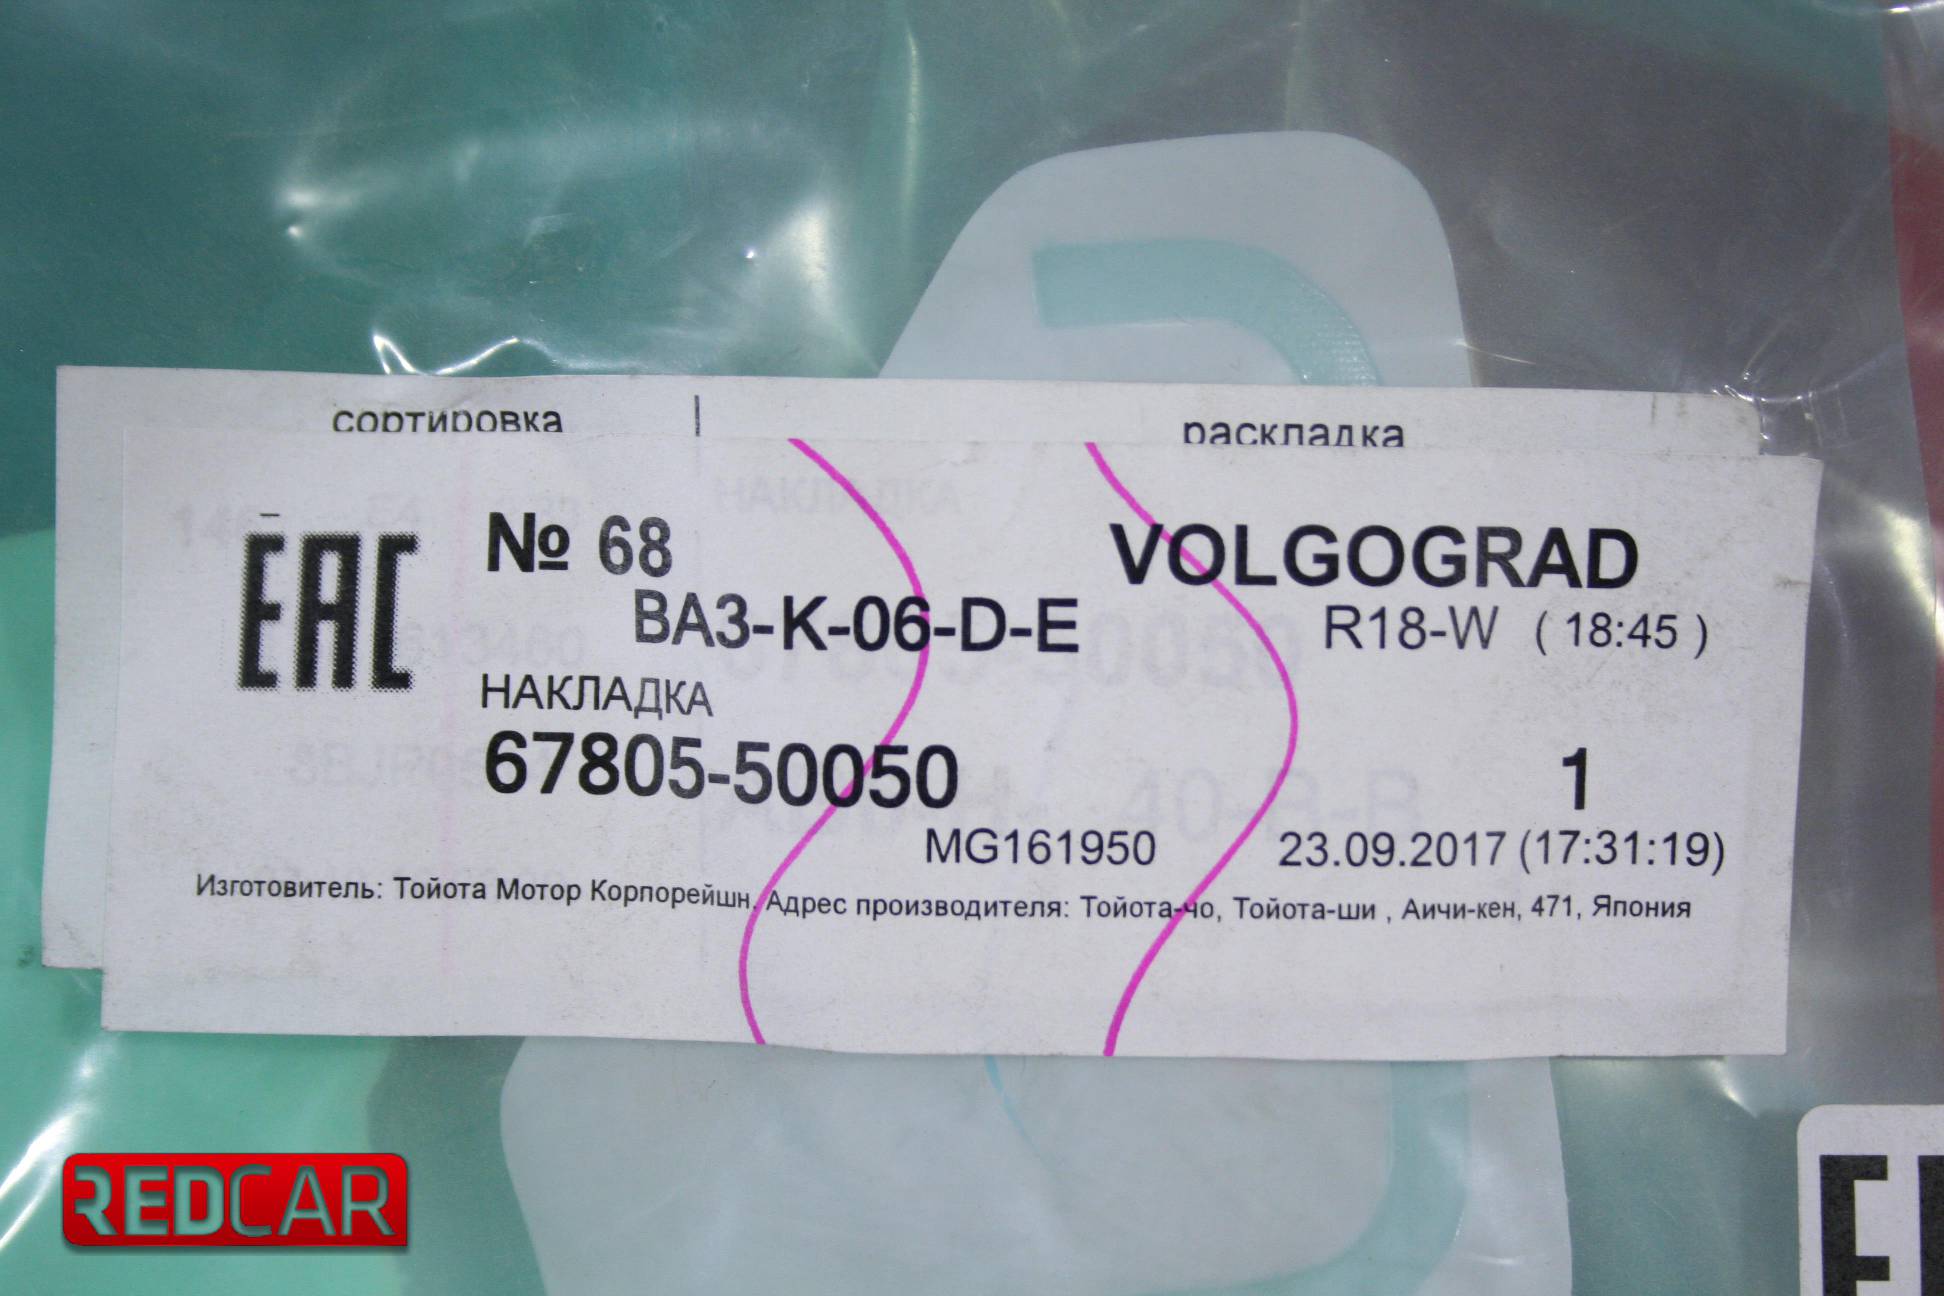 сортировка | раскладка
EAC № 68 VOLGOGRAD
ВАЗ-K-06-D-E R18-W ( 18:45 )
НАКЛАДКА
67805-50050 1
MG161950 23.09.2017 (17:31:19)
Изготовитель: Тойота Мотор Корпорейшн. Адрес производителя: Тойота-чо, Тойота-ши , Аичи-кен, 471, Япония
REDCAR